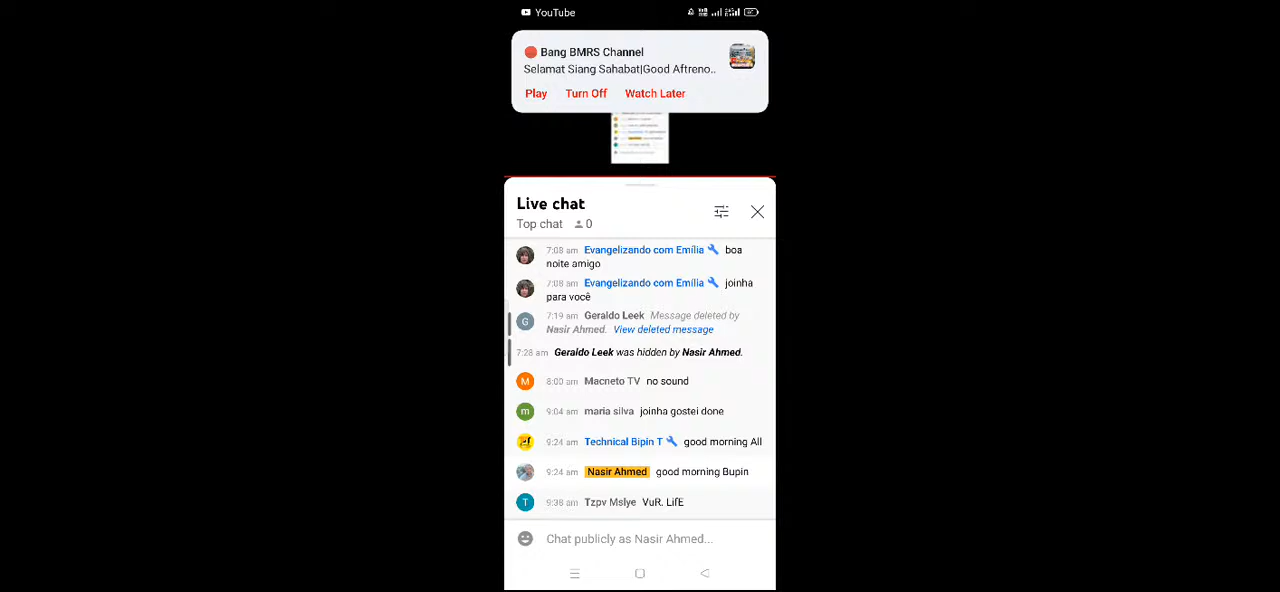 YouTube
Bang BMRS Channel
Selamat Siang Sahabat|Good Aftreno..
Play Turn Off Watch Later
Live chat
Top chat 0
7:08 am Evangelizando com Emília boa
noite amigo
7:08 am Evangelizando com Emília joinha
para você
G 7:19 am Geraldo Leek Message deleted by
Nasir Ahmed. View deleted message
7:28 am Geraldo Leek was hidden by Nasir Ahmed.
M 8:00 am Macneto TV no sound
m 9:04 am maria silva joinha gostei done
9:24 am Technical Bipin T good morning All
9:24 am Nasir Ahmed good morning Bupin
T 9:38 am Tzpv Mslye VuR. LifE
Chat publicly as Nasir Ahmed...